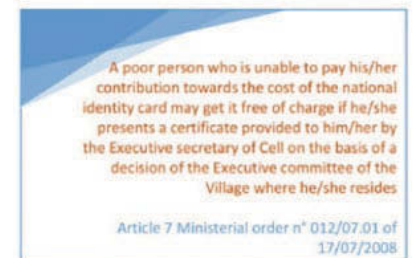 A poor person who is unable to pay his/her
contribution towards the cost of the national
identity card may get it free of charge if he/she
presents a certificate provided to him/her by
the Executive secretary of Cell on the basis of a
decision of the Executive committee of the
Village where he/she resides
Article 7 Ministerial order n° 012/07.01 of
17/07/2008